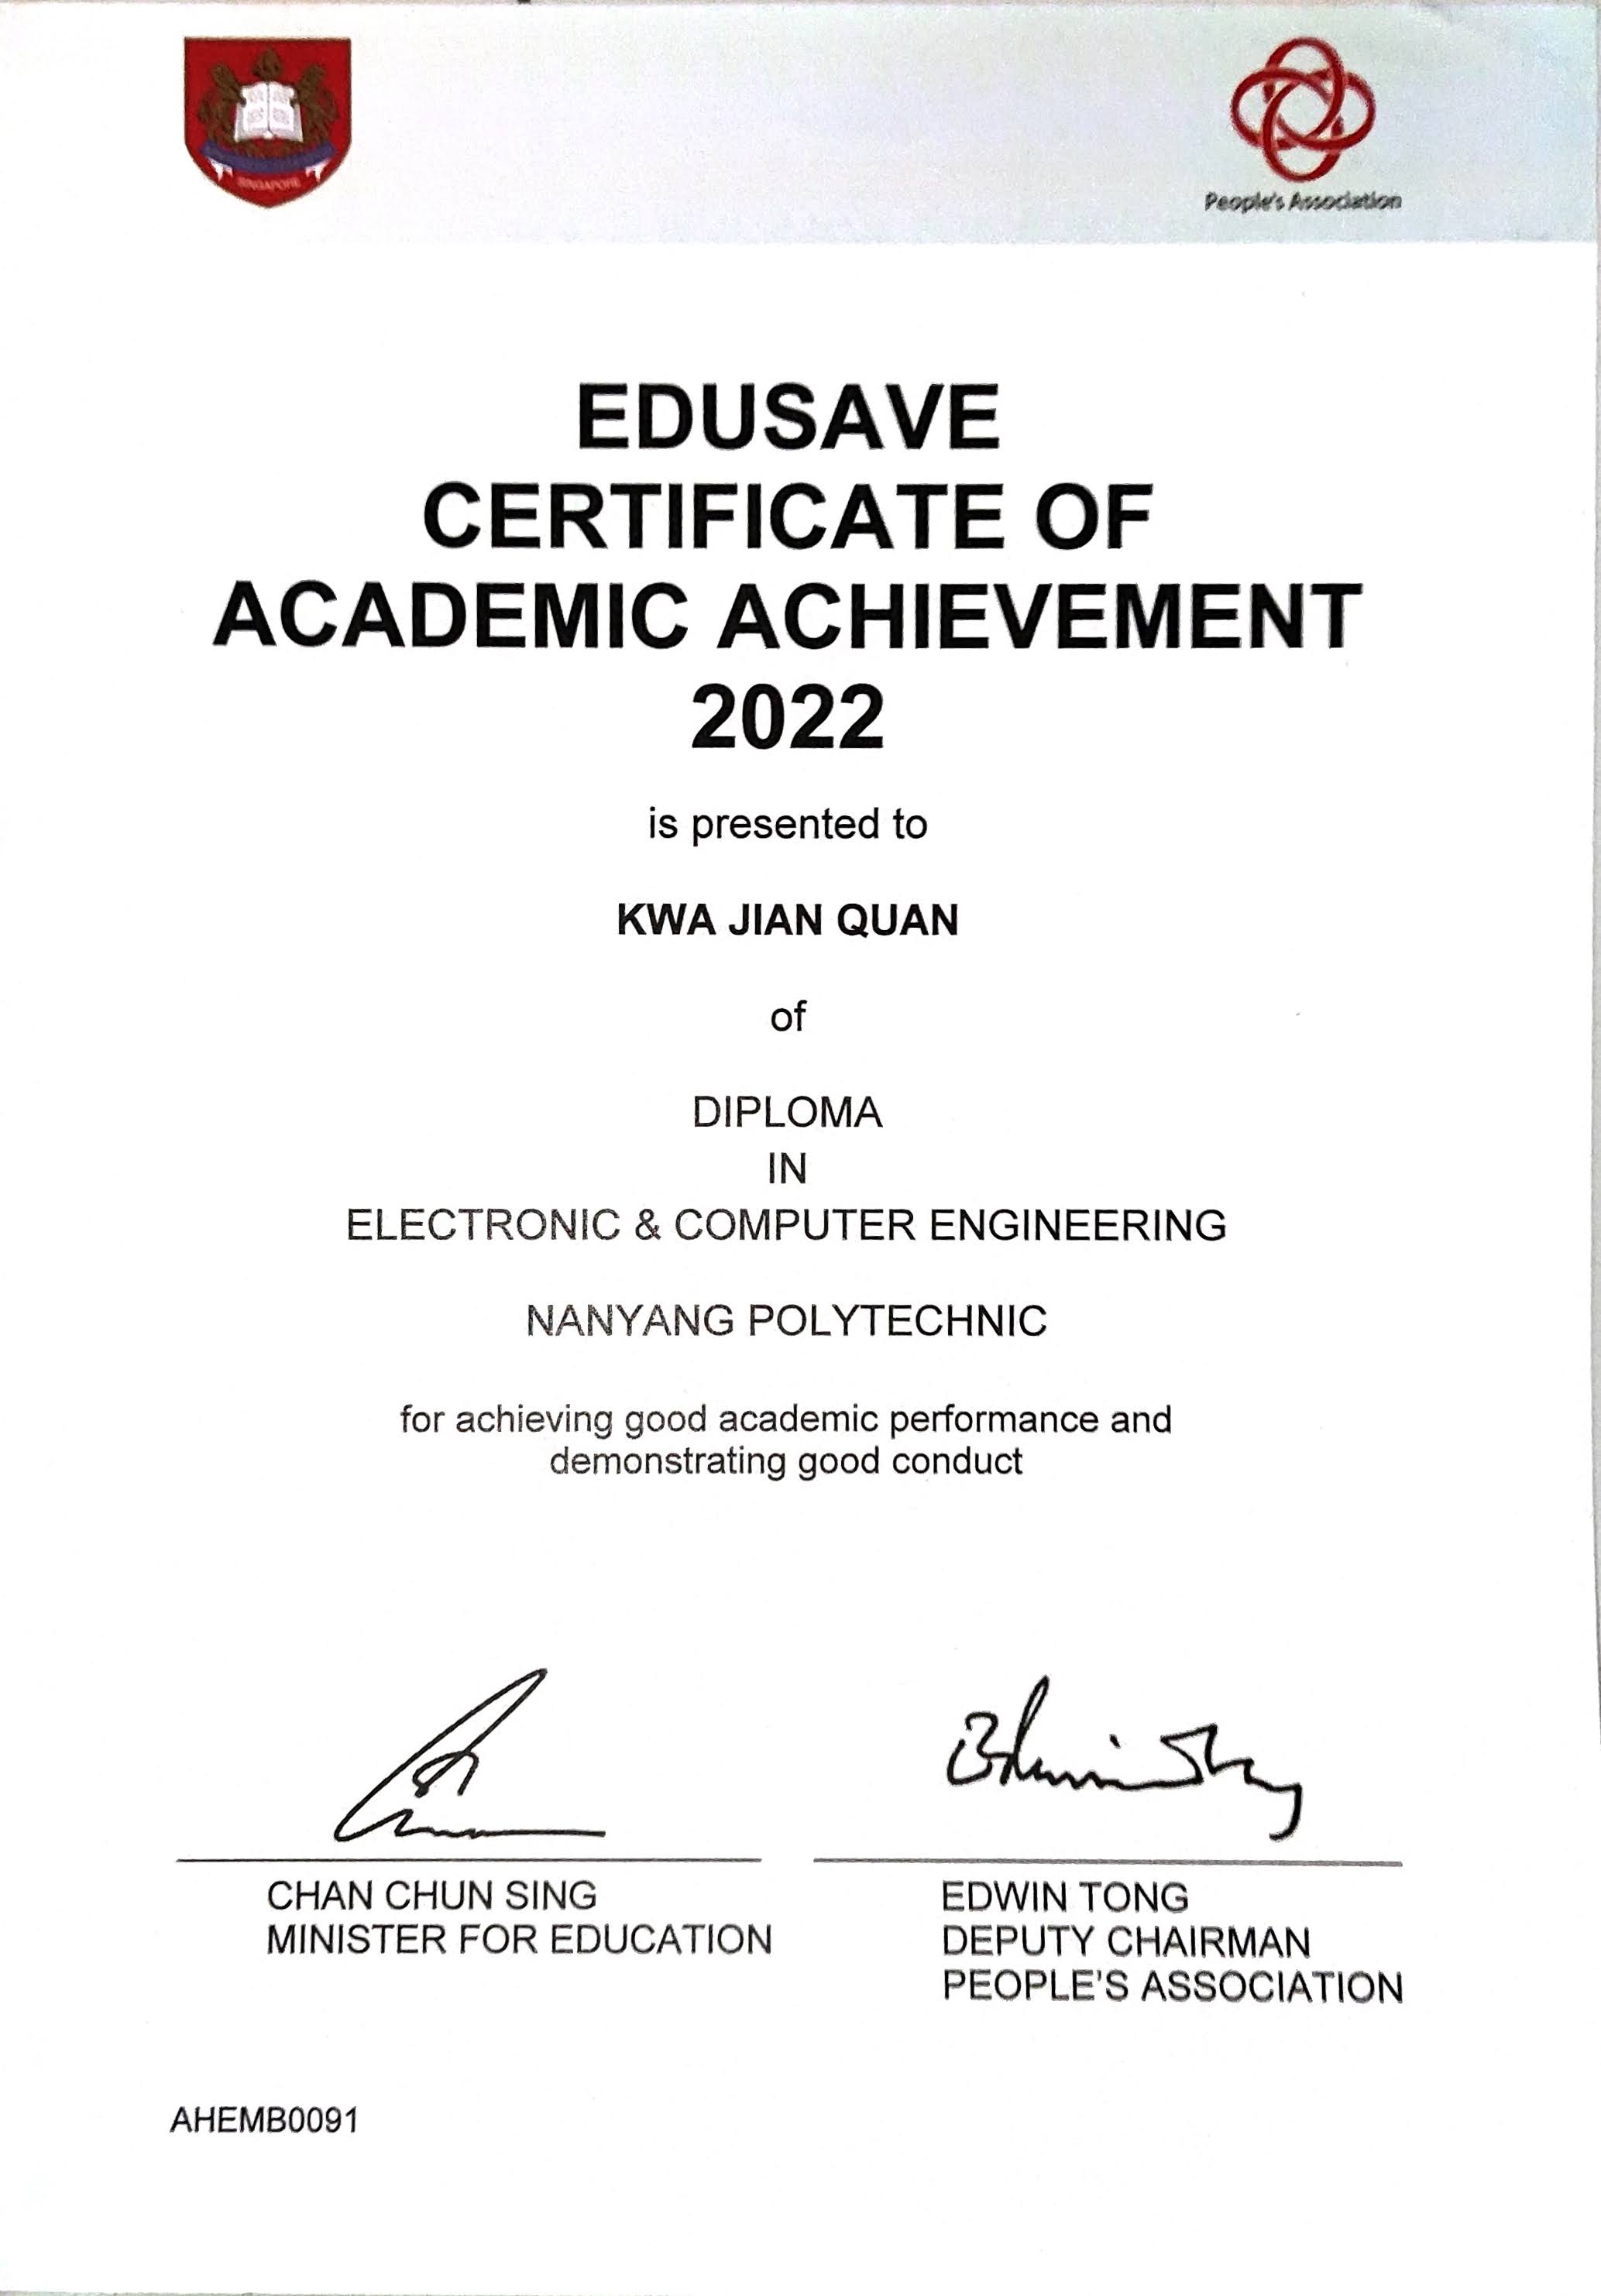 SINGAPORE
People's Association
EDUSAVE
CERTIFICATE OF
ACADEMIC ACHIEVEMENT
2022
is presented to
KWA JIAN QUAN
of
DIPLOMA
IN
ELECTRONIC & COMPUTER ENGINEERING
NANYANG POLYTECHNIC
for achieving good academic performance and
demonstrating good conduct
CHAN CHUN SING
MINISTER FOR EDUCATION
EDWIN TONG
DEPUTY CHAIRMAN
PEOPLE'S ASSOCIATION
AHEMB0091